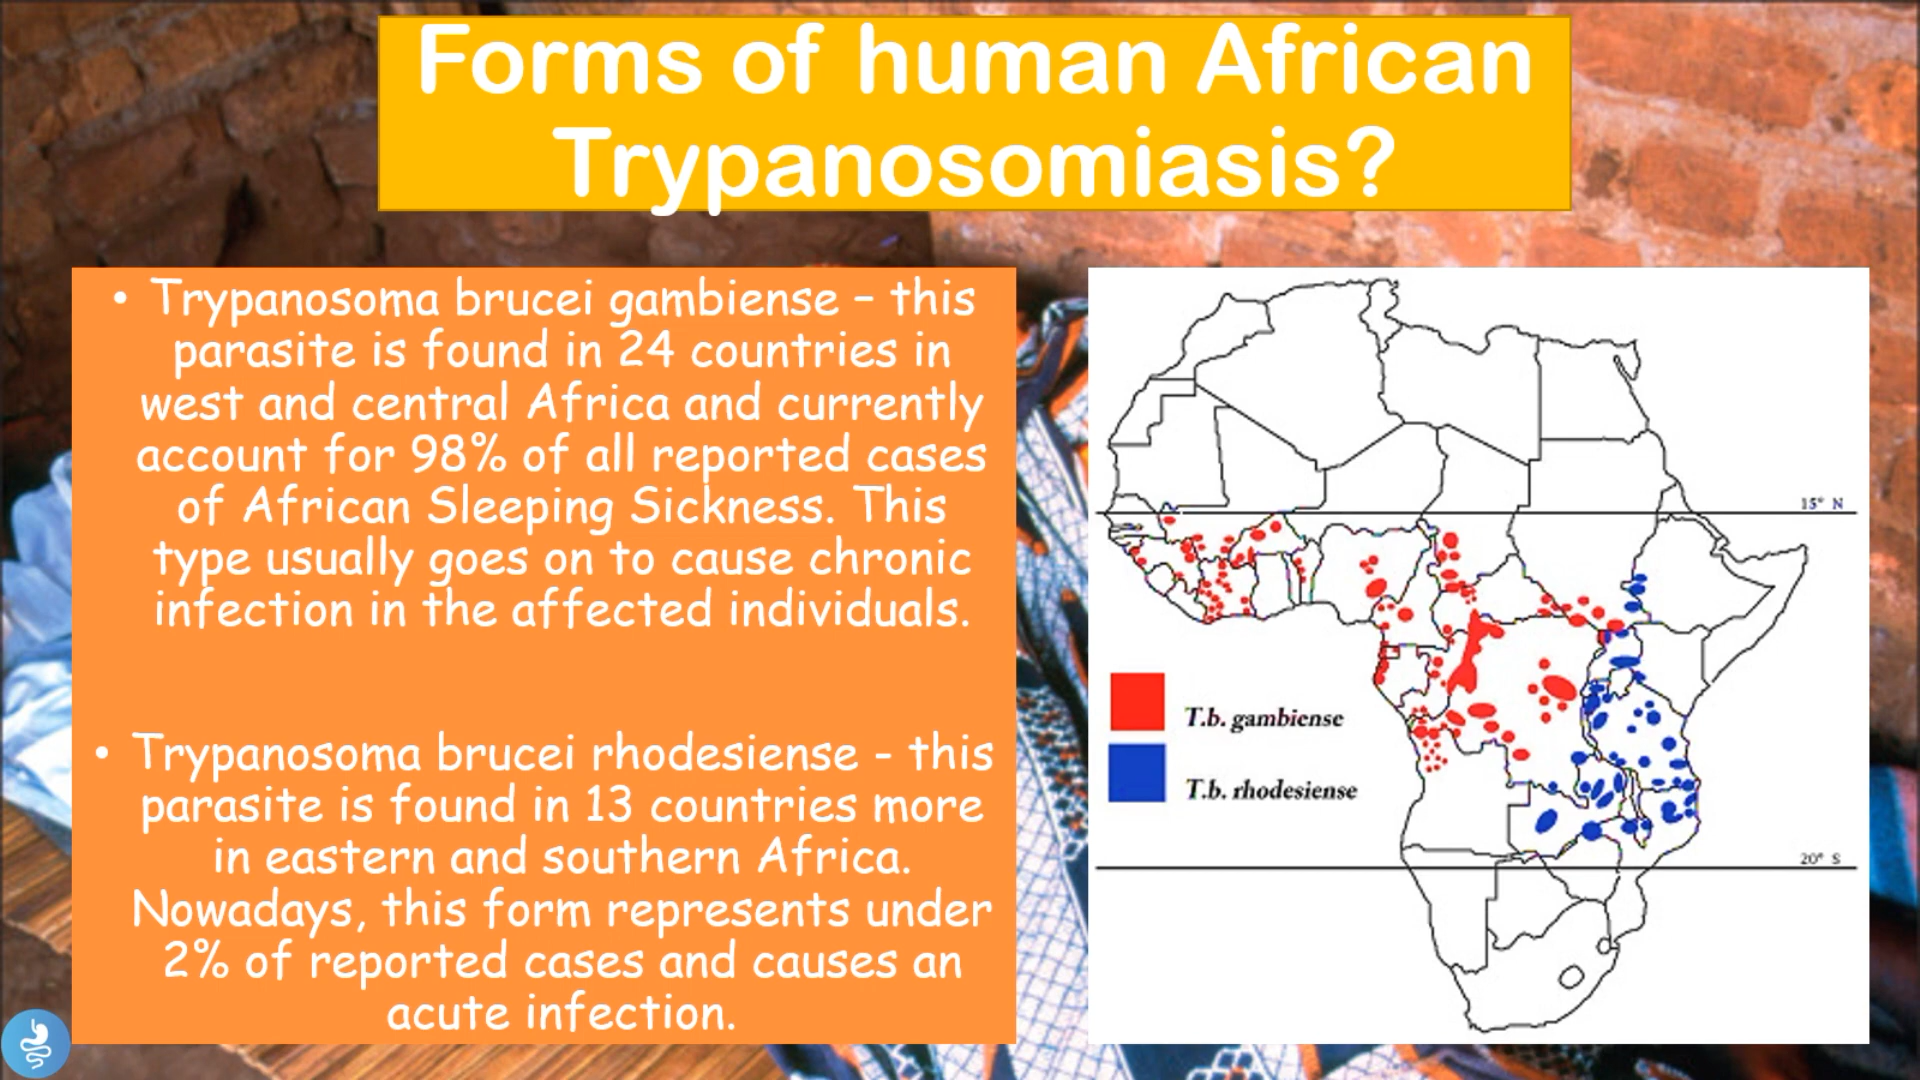 Forms of human African
Trypanosomiasis?
• Trypanosoma brucei gambiense – this
parasite is found in 24 countries in
west and central Africa and currently
account for 98% of all reported cases
of African Sleeping Sickness. This
type usually goes on to cause chronic
infection in the affected individuals.
• Trypanosoma brucei rhodesiense - this
parasite is found in 13 countries more
in eastern and southern Africa.
Nowadays, this form represents under
2% of reported cases and causes an
acute infection.
15° N
T.b. gambiense
T.b. rhodesiense
20° S